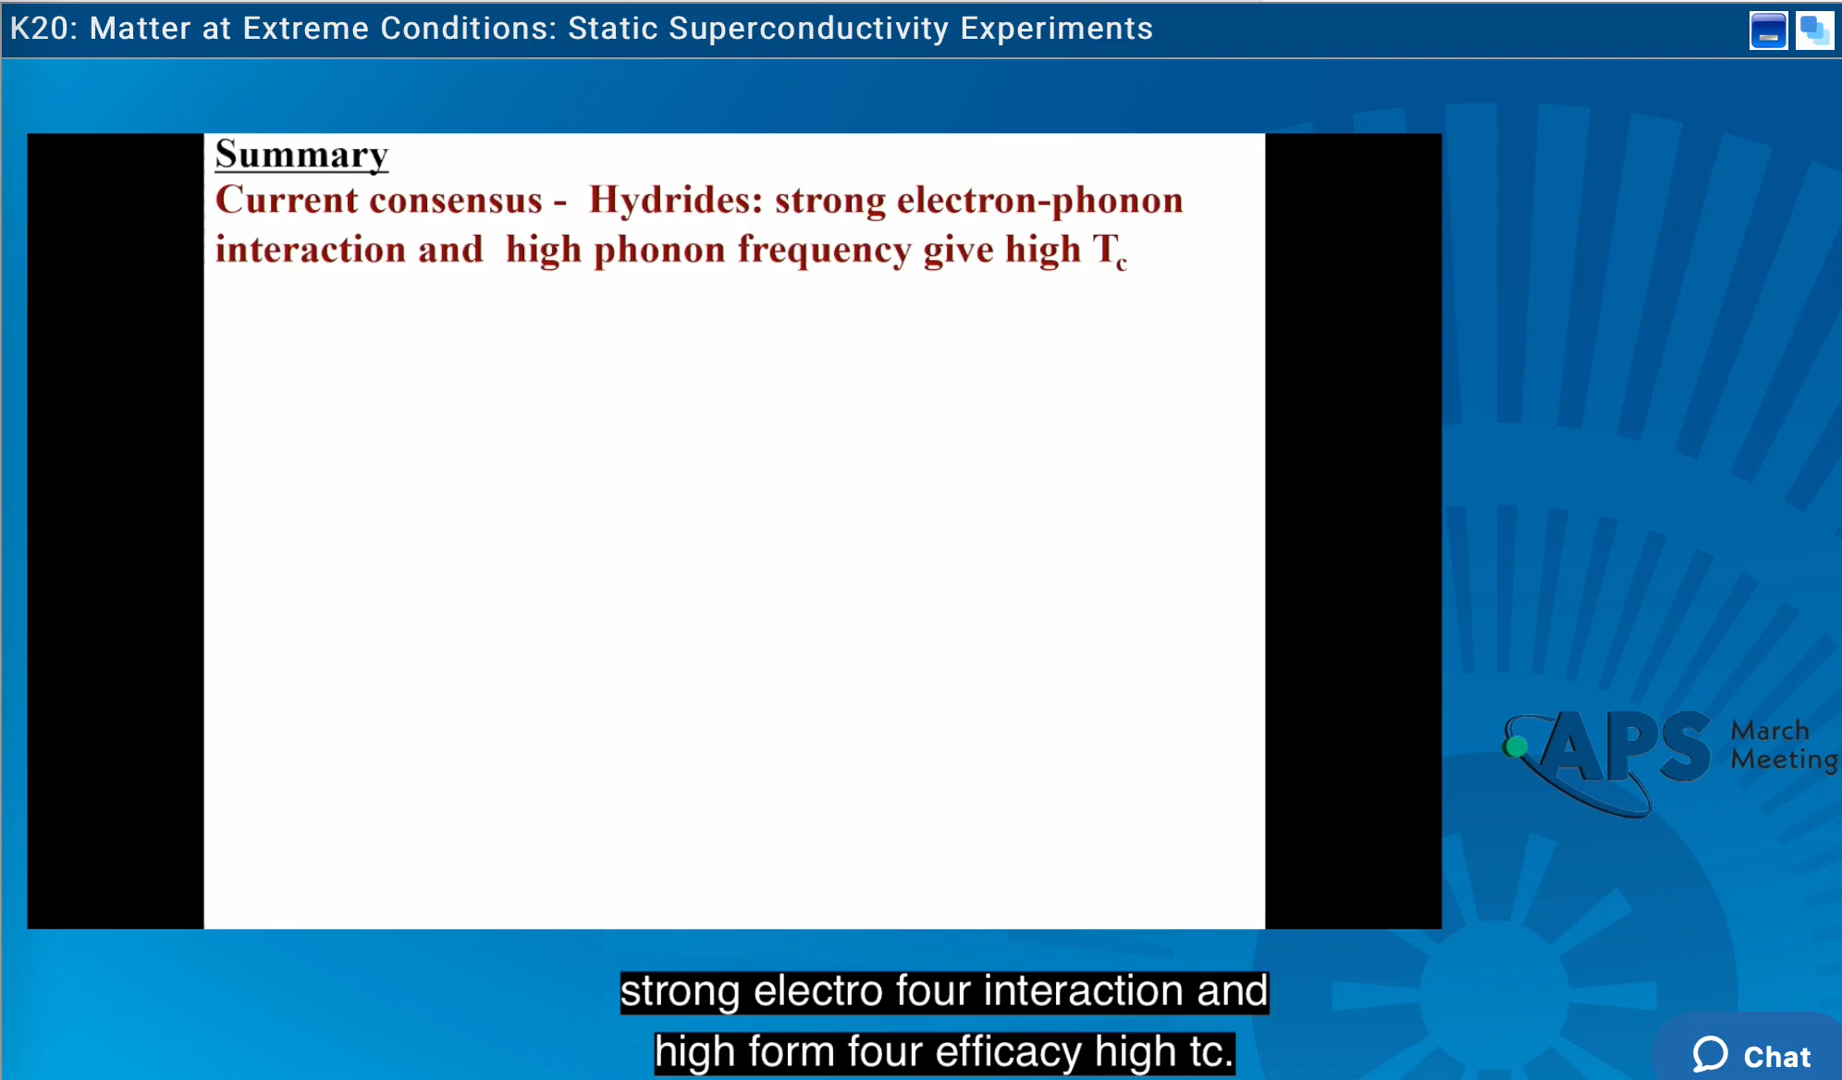 K20: Matter at Extreme Conditions: Static Superconductivity Experiments
Summary
Current consensus - Hydrides: strong electron-phonon
interaction and high phonon frequency give high Tc
APS March
Meeting
strong electro four interaction and
high form four efficacy high tc.
Chat